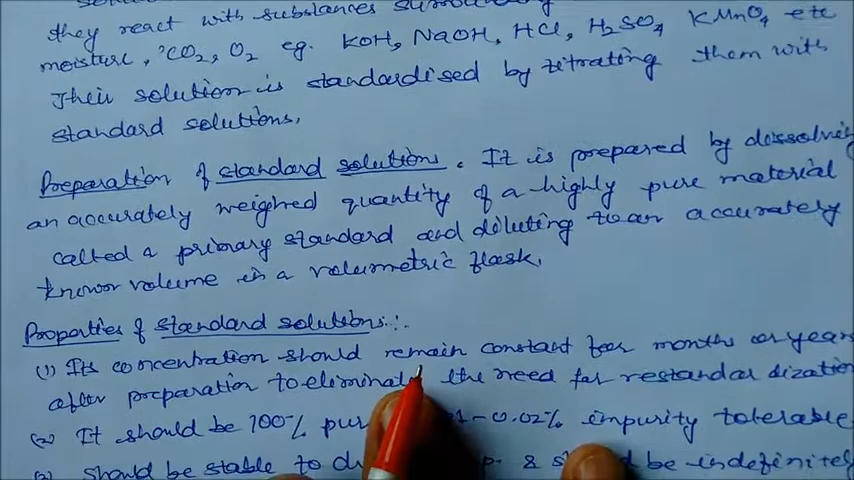 they react with substances surrounding
moisture, CO2, O2 eg. KOH, NaOH, HCl, H2SO4 KMnO4 etc
Their solution is standardised by titrating them with
standard solutions.
Preparation of standard solutions. It is prepared by dissolving
an accurately weighed quantity of a highly pure material
called a primary standard and diluting to an accurately
known volume in a volumetric flask.
Properties of standard solutions:.
(1) Its concentration should remain constant for months or years
after preparation to eliminate the need for restandardization
(2) It should be 100% pur - 0.02% impurity tolerable
should be stable to & be indefinitely